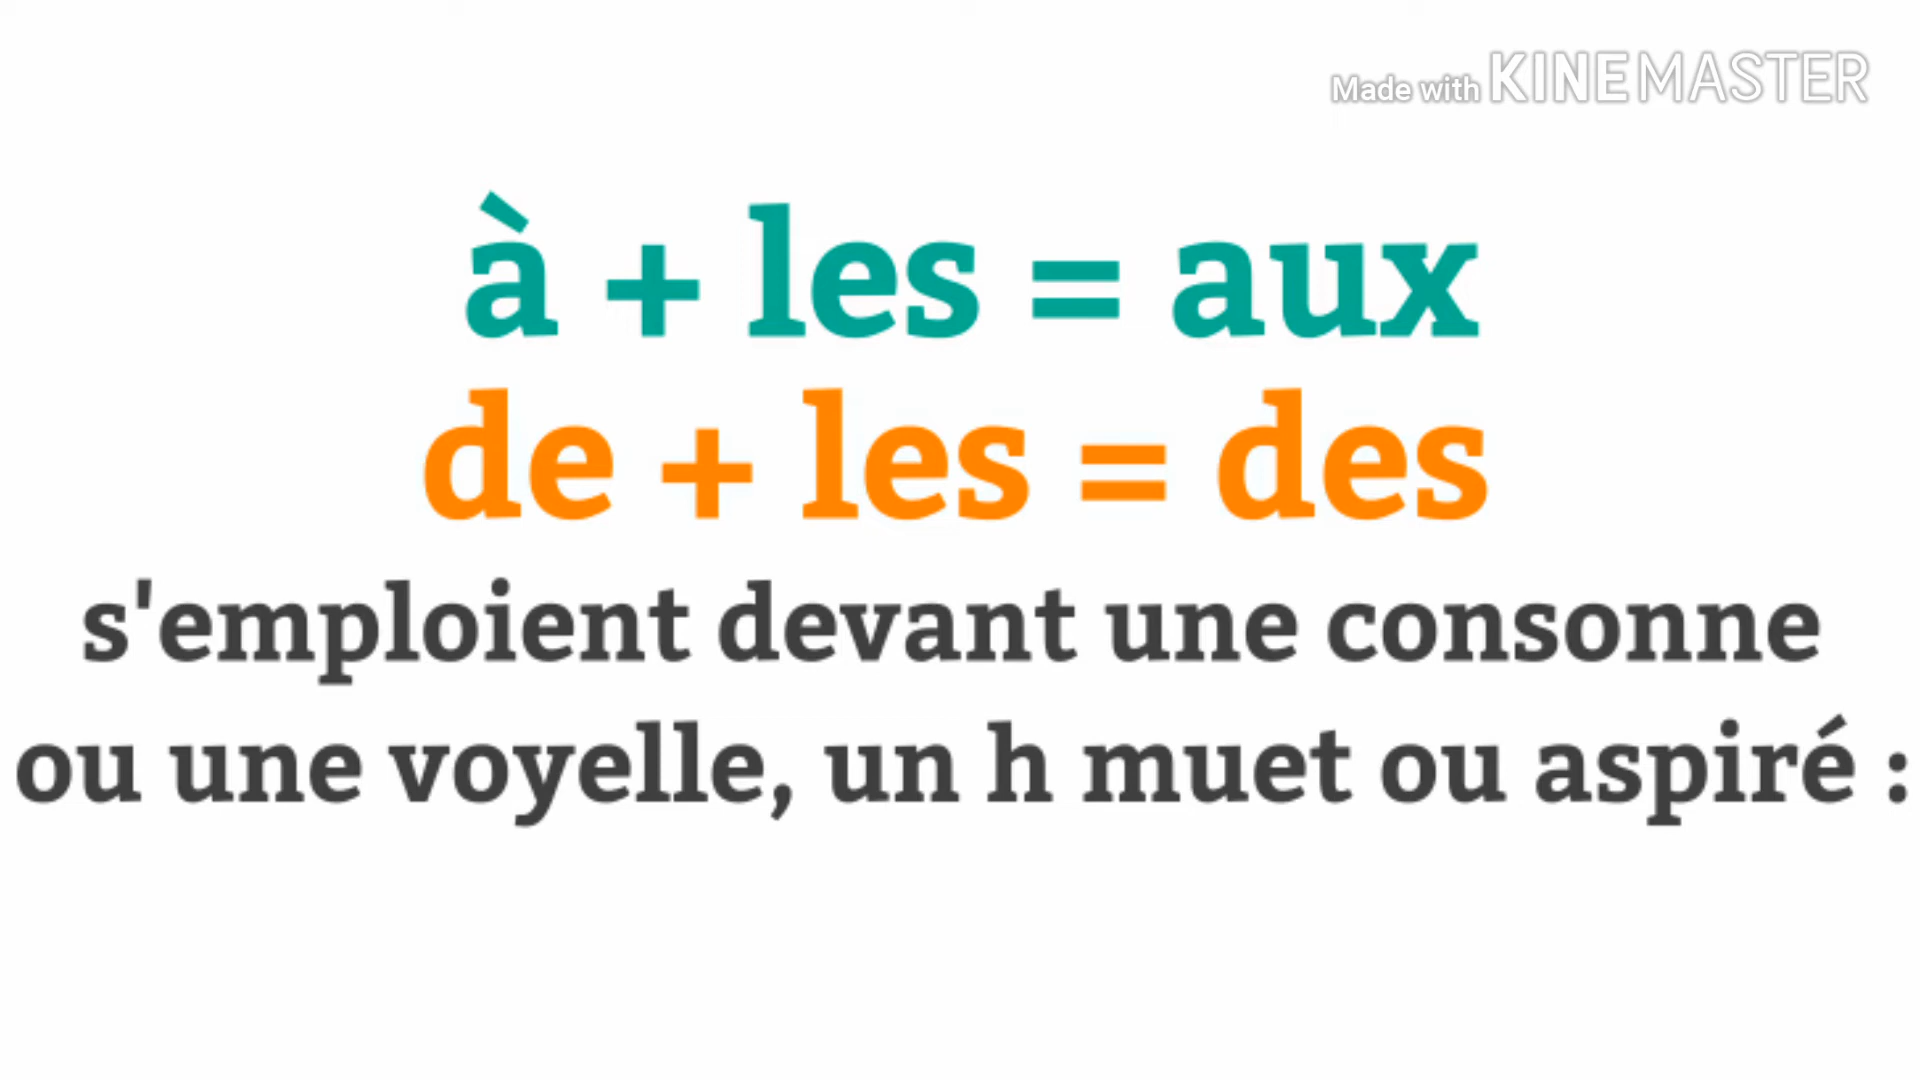 Made with KINEMASTER
à + les = aux
de + les = des
s'emploient devant une consonne
ou une voyelle, un h muet ou aspiré :